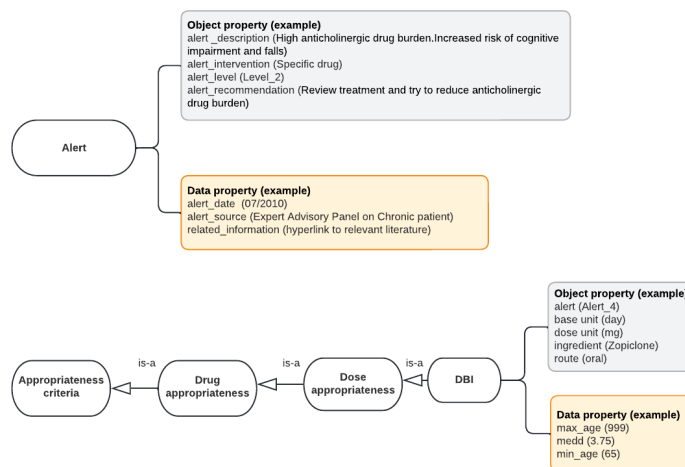 Object property (example)
alert _description (High anticholinergic drug burden.Increased risk of cognitive
impairment and falls)
alert_intervention (Specific drug)
alert_level (Level_2)
alert_recommendation (Review treatment and try to reduce anticholinergic
drug burden)
Alert
Data property (example)
alert_date  (07/2010)
alert_source (Expert Advisory Panel on Chronic patient)
related_information (hyperlink to relevant literature)
Object property (example)
alert (Alert_4)
base unit (day)
dose unit (mg)
ingredient (Zopiclone)
route (oral)
Appropriateness
criteria
is-a
Drug
appropriateness
is-a
Dose
appropriateness
is-a
DBI
Data property (example)
max_age (999)
medd (3.75)
min_age (65)